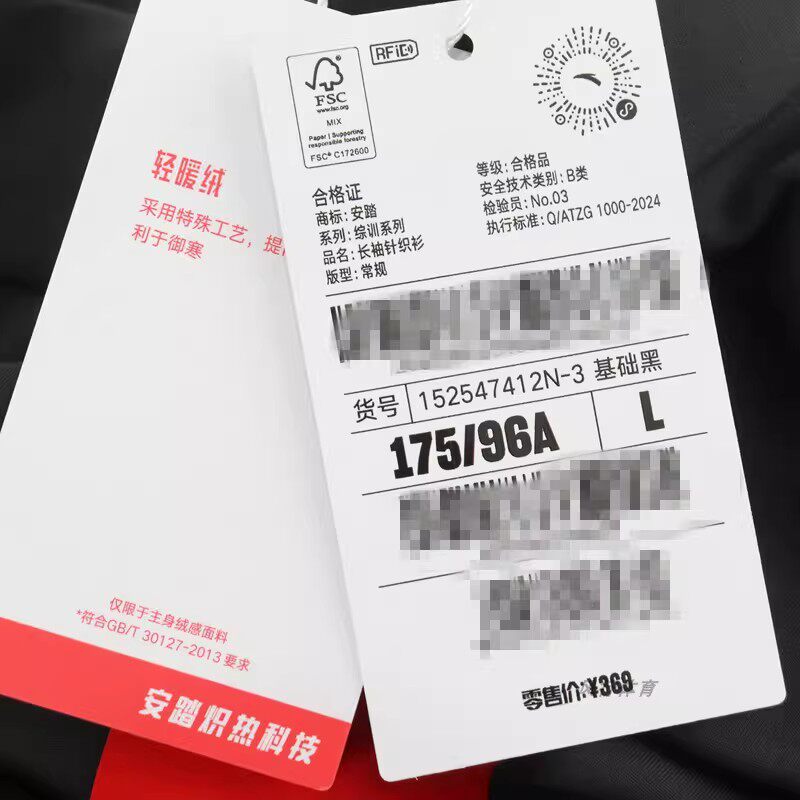 轻暖绒
采用特殊工艺，提
利于御寒
仅限于主身绒感面料
*符合GB/T 30127-2013 要求
安踏炽热科技
FSC
www.fsc.org
MIX
Paper | Supporting
responsible forestry
FSC® C172600
RFID
合格证
商标: 安踏
系列: 综训系列
品名: 长袖针织衫
版型: 常规
等级: 合格品
安全技术类别: B类
检验员: No.03
执行标准: Q/ATZG 1000-2024
货号 152547412N-3 基础黑
175/96A L
零售价:¥369
育